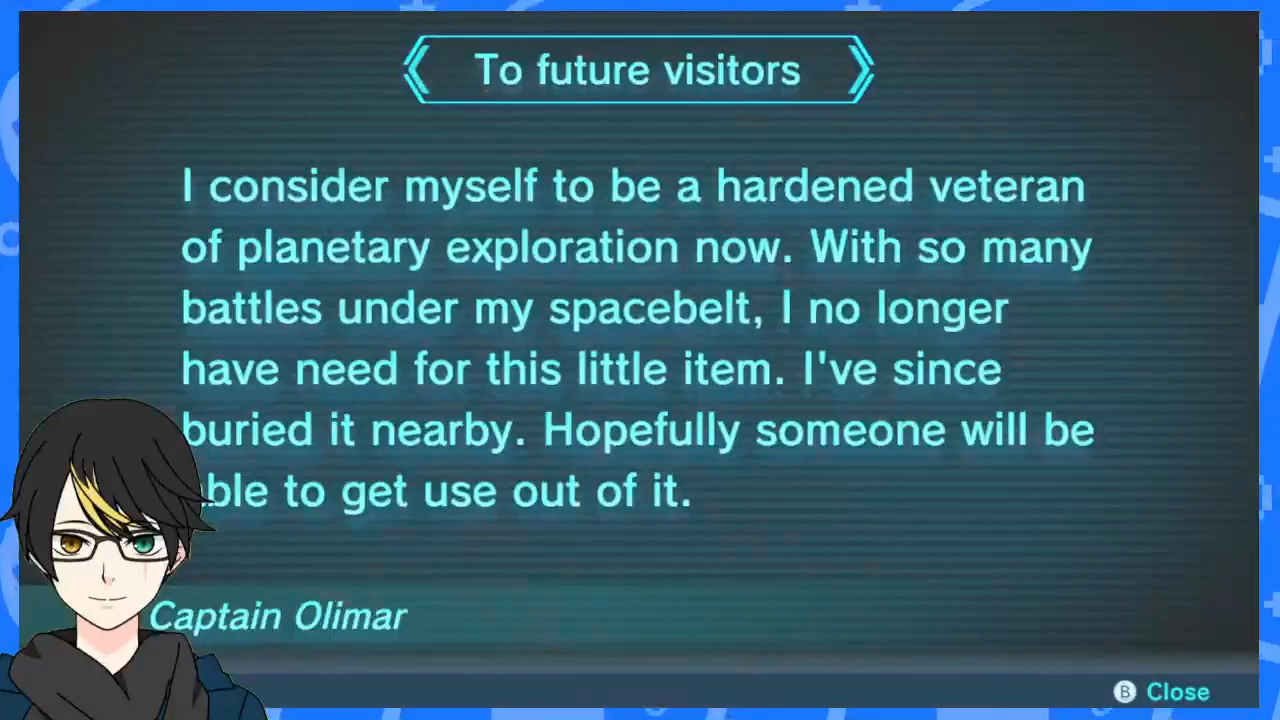 To future visitors
I consider myself to be a hardened veteran
of planetary exploration now. With so many
battles under my spacebelt, I no longer
have need for this little item. I've since
buried it nearby. Hopefully someone will be
ble to get use out of it.
Captain Olimar
B Close